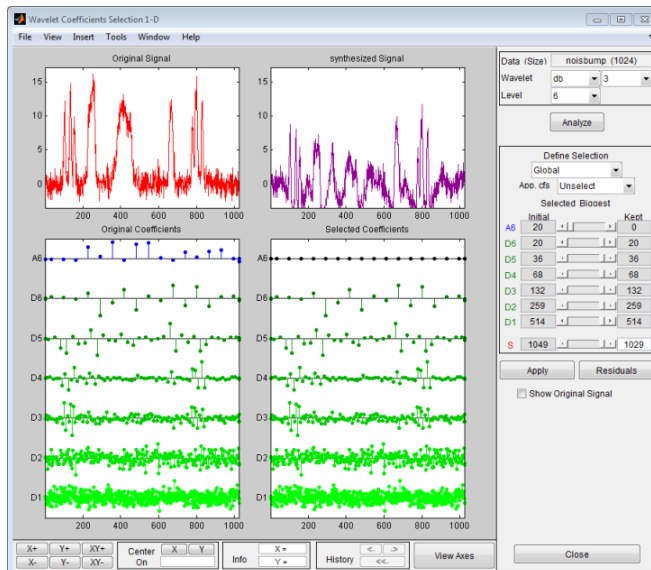 Wavelet Coefficients Selection 1-D
File View Insert Tools Window Help
Original Signal
15
10
5
0
200 400 600 800 1000
synthesized Signal
15
10
5
0
200 400 600 800 1000
Original Coefficients
A6
D6
D5
D4
D3
D2
D1
200 400 600 800 1000
Selected Coefficients
A6
D6
D5
D4
D3
D2
D1
200 400 600 800 1000
Data (Size) noisbump (1024)
Wavelet db 3
Level 6
Analyze
Define Selection
Global
App. cfs Unselect
Selected Biggest
Initial Kept
A6 20 0
D6 20 20
D5 36 36
D4 68 68
D3 132 132
D2 259 259
D1 514 514
S 1049 1029
Apply Residuals
Show Original Signal
Close
X+ Y+ XY+
X- Y- XY-
Center On X Y
Info X = Y =
History <- -> <<-
View Axes